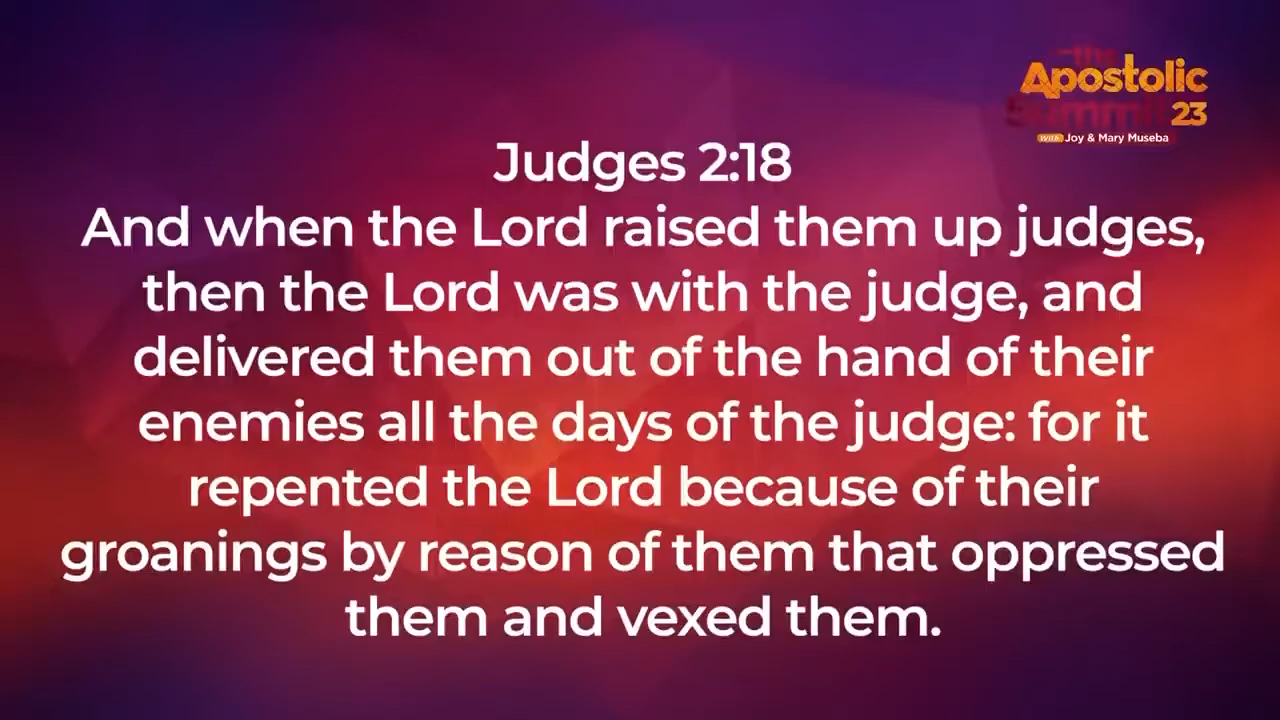 the
Apostolic
Summit 23
with Joy & Mary Museba
Judges 2:18
And when the Lord raised them up judges,
then the Lord was with the judge, and
delivered them out of the hand of their
enemies all the days of the judge: for it
repented the Lord because of their
groanings by reason of them that oppressed
them and vexed them.